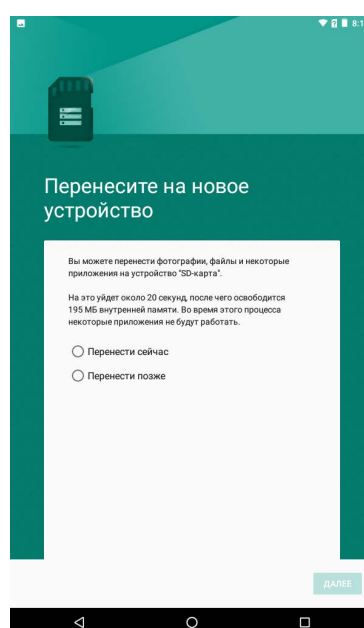 8:1
Перенесите на новое
устройство
Вы можете перенести фотографии, файлы и некоторые
приложения на устройство "SD-карта".
На это уйдет около 20 секунд, после чего освободится
195 МБ внутренней памяти. Во время этого процесса
некоторые приложения не будут работать.
Перенести сейчас
Перенести позже
ДАЛЕЕ